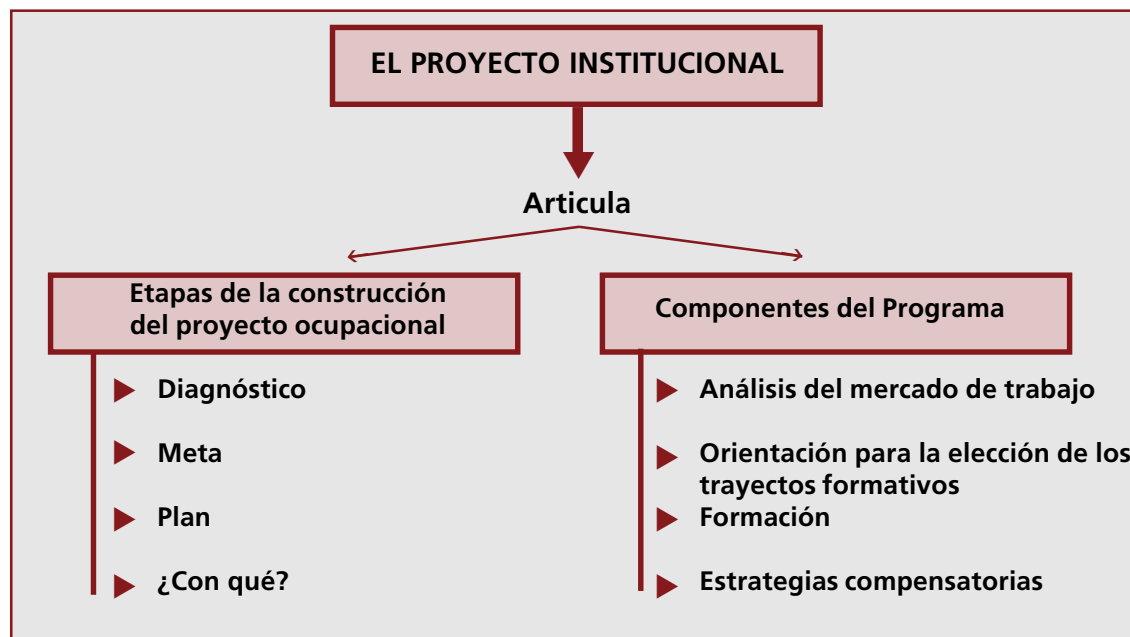 EL PROYECTO INSTITUCIONAL
Articula
Etapas de la construcción
del proyecto ocupacional
Diagnóstico
Meta
Plan
¿Con qué?
Componentes del Programa
Análisis del mercado de trabajo
Orientación para la elección de los
trayectos formativos
Formación
Estrategias compensatorias